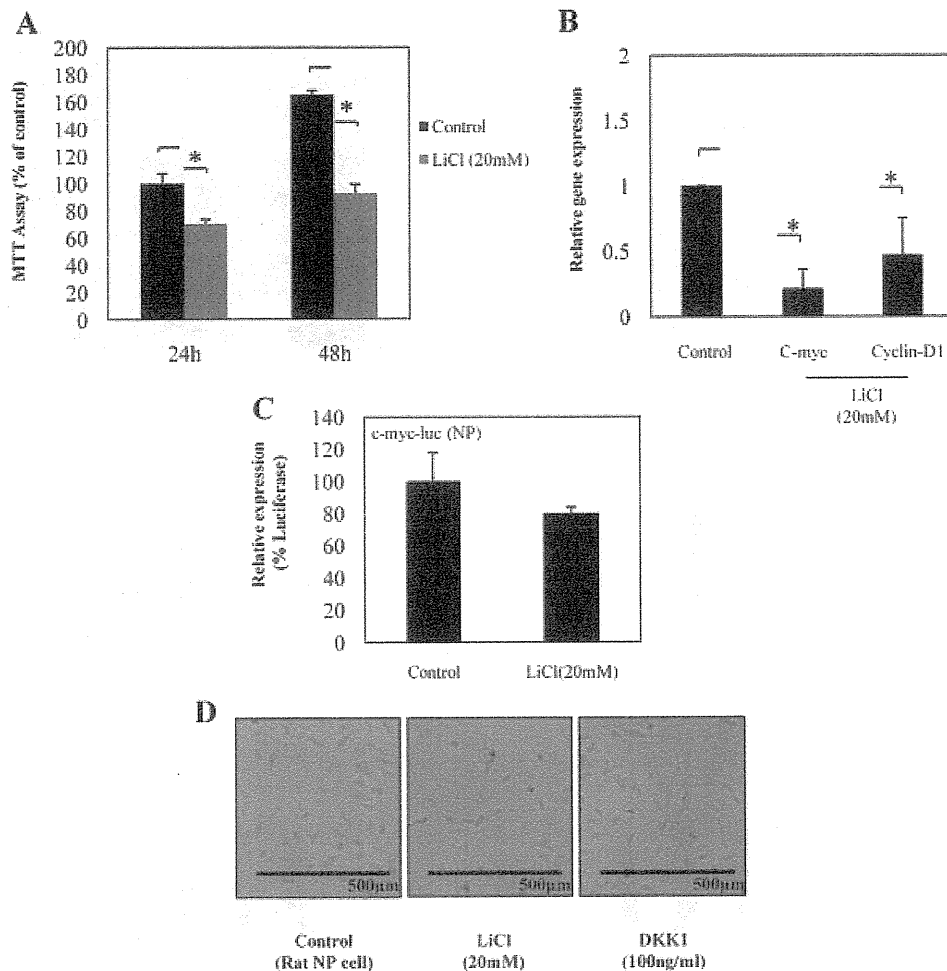 A
MTT Assay (% of control)
200
180
160
140
120
100
80
60
40
20
0
*
*
24h
48h
Control
LiCl (20mM)
B
Relative gene expression
2
1.5
1
0.5
0
*
*
Control
C-myc
Cyclin-D1
LiCl
(20mM)
C
Relative expression
(% Luciferase)
140
120
100
80
60
40
20
0
c-myc-luc (NP)
Control
LiCl(20mM)
D
500μm
500μm
500μm
Control
(Rat NP cell)
LiCl
(20mM)
DKK1
(100ng/ml)